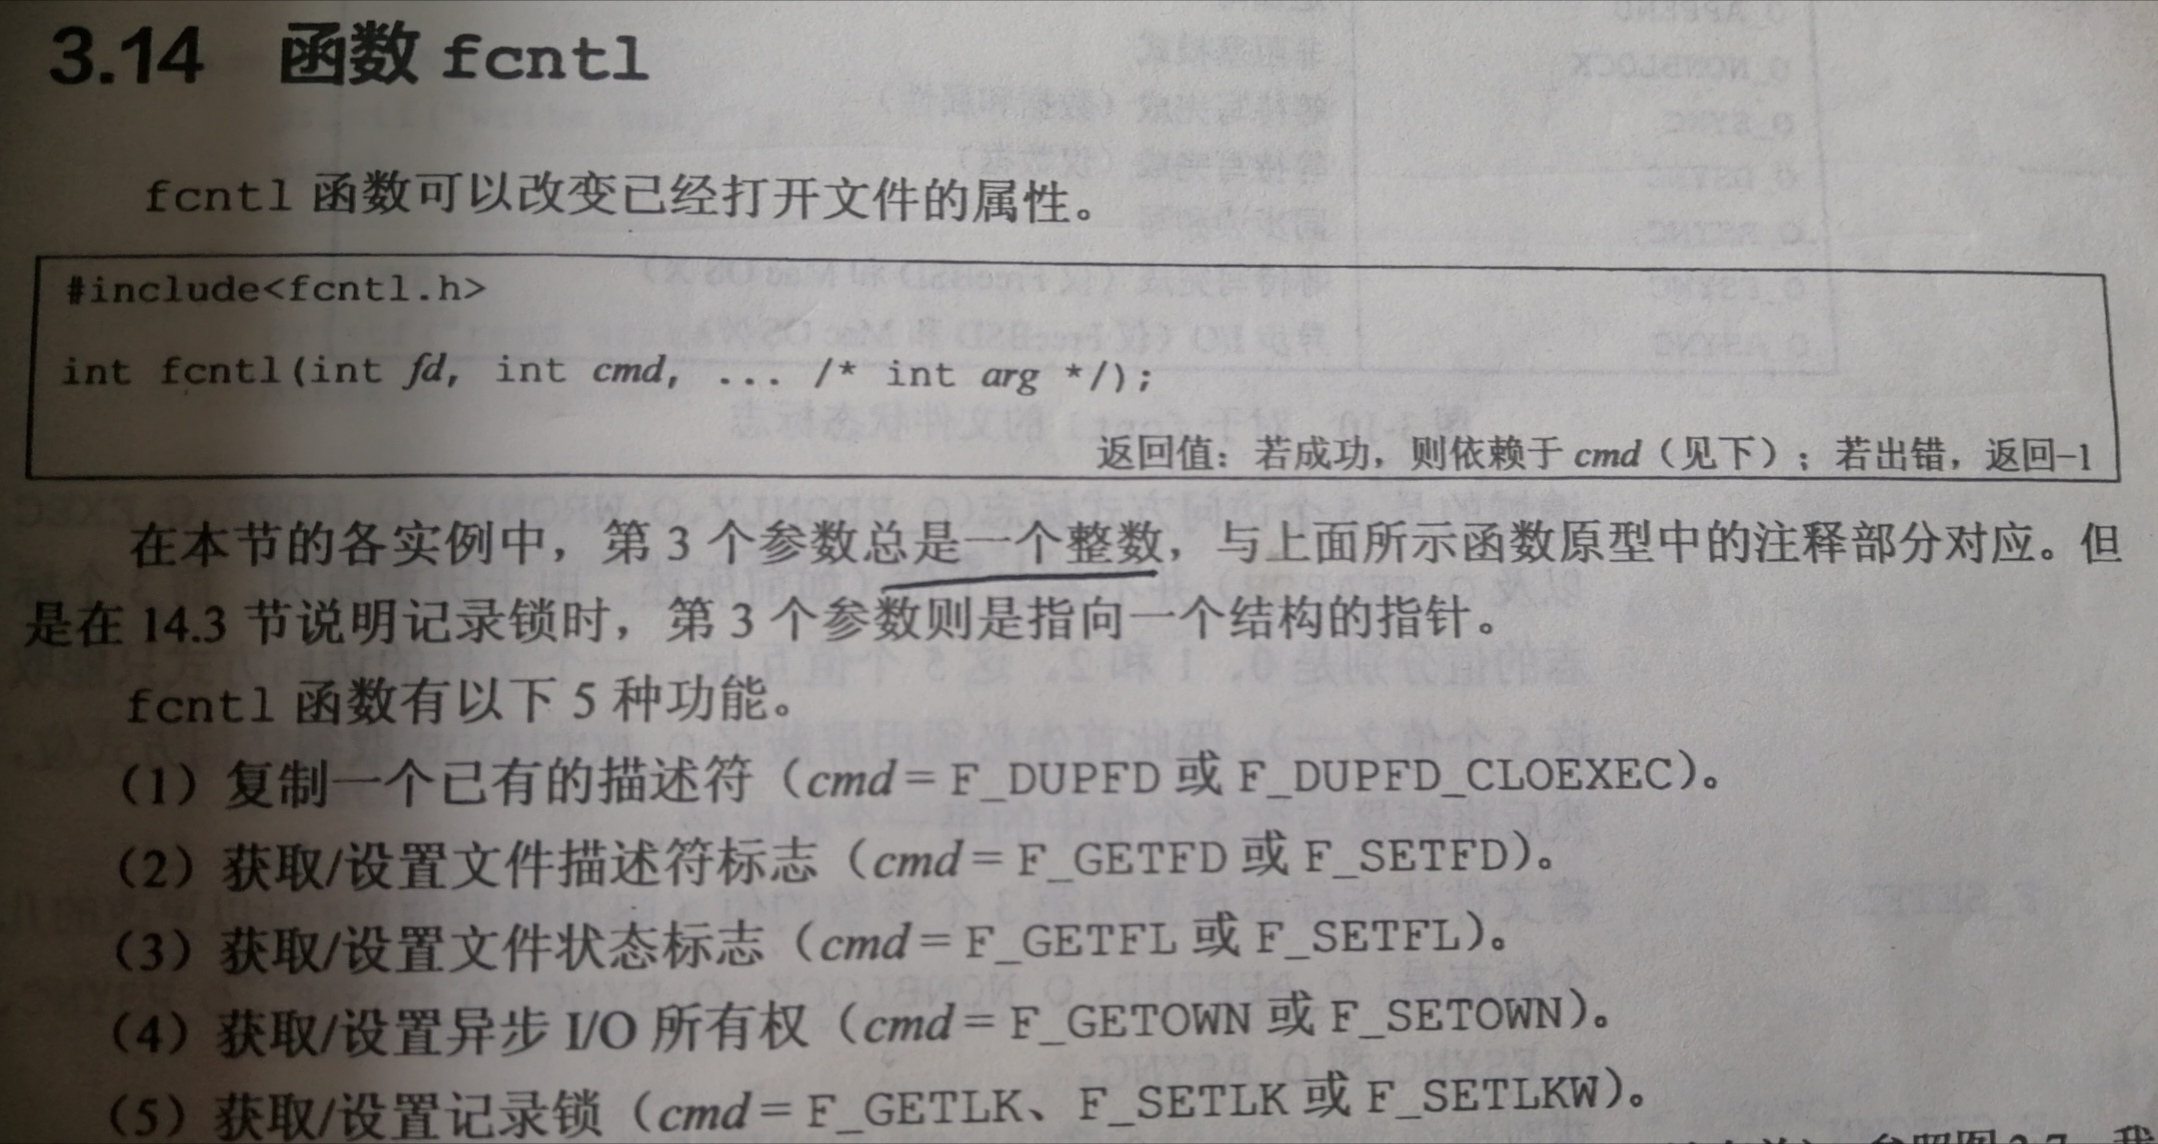 3.14 函数 fcntl
fcntl 函数可以改变已经打开文件的属性。
#include<fcntl.h>
int fcntl(int fd, int cmd, ... /* int arg */);
返回值：若成功，则依赖于 cmd（见下）；若出错，返回-1
在本节的各实例中，第 3 个参数总是一个整数，与上面所示函数原型中的注释部分对应。但
是在 14.3 节说明记录锁时，第 3 个参数则是指向一个结构的指针。
fcntl 函数有以下 5 种功能。
（1）复制一个已有的描述符（cmd = F_DUPFD 或 F_DUPFD_CLOEXEC）。
（2）获取/设置文件描述符标志（cmd = F_GETFD 或 F_SETFD）。
（3）获取/设置文件状态标志（cmd = F_GETFL 或 F_SETFL）。
（4）获取/设置异步 I/O 所有权（cmd = F_GETOWN 或 F_SETOWN）。
（5）获取/设置记录锁（cmd = F_GETLK、F_SETLK 或 F_SETLKW）。